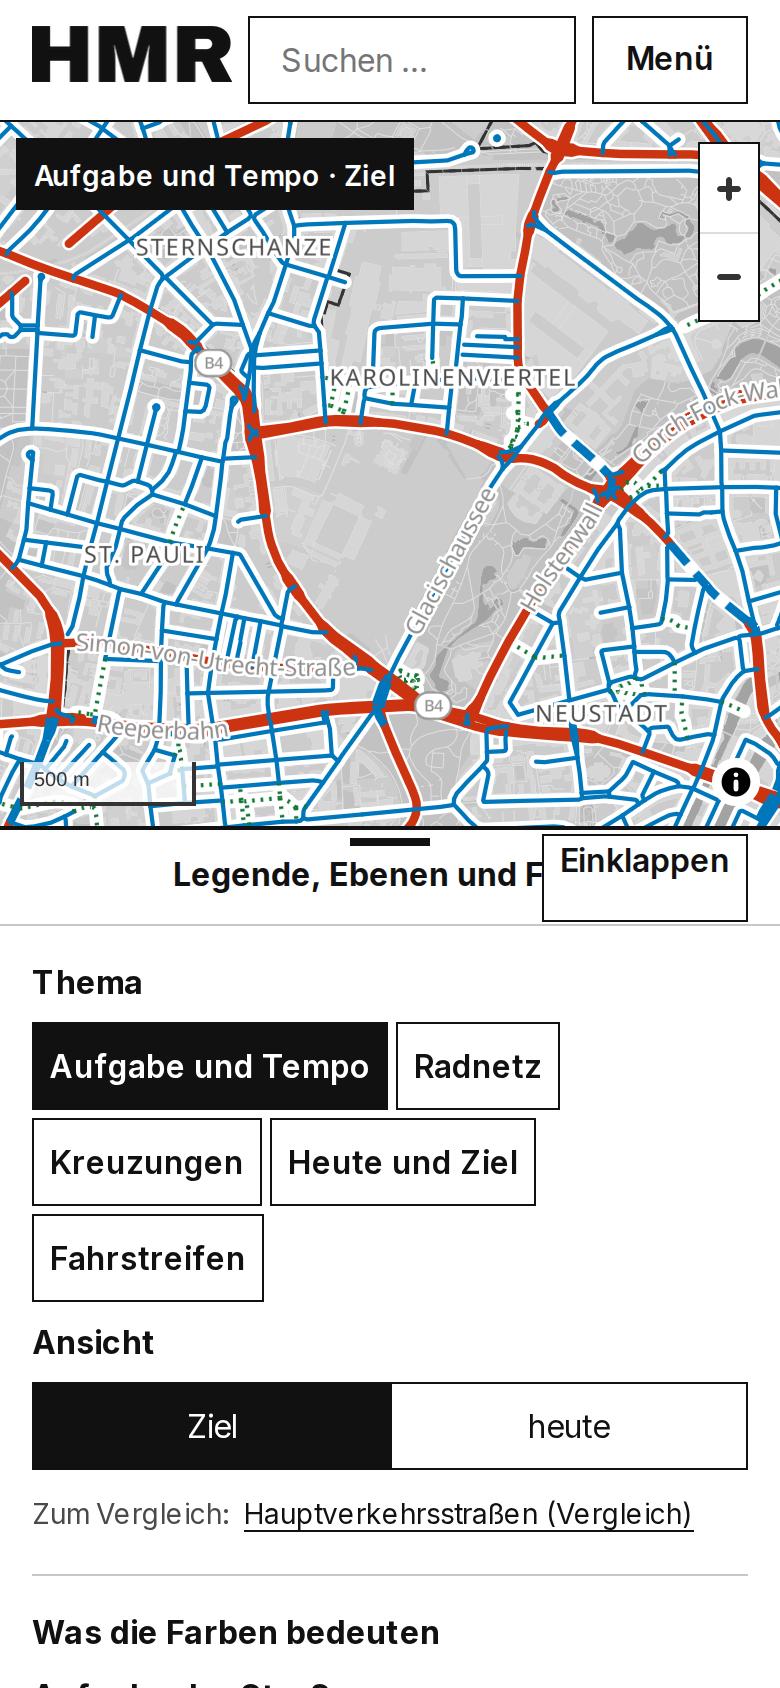 HMR
Suchen ...
Menü
Aufgabe und Tempo · Ziel
+
−
STERNSCHANZE
B4
KAROLINENVIERTEL
Gorch-Fock-Wal
Glacischaussee
Holstenwall
ST. PAULI
Simon-von-Utrecht-Straße
B4
NEUSTADT
Reeperbahn
500 m
Legende, Ebenen und F
Einklappen
Thema
Aufgabe und Tempo
Radnetz
Kreuzungen
Heute und Ziel
Fahrstreifen
Ansicht
Ziel
heute
Zum Vergleich: Hauptverkehrsstraßen (Vergleich)
Was die Farben bedeuten